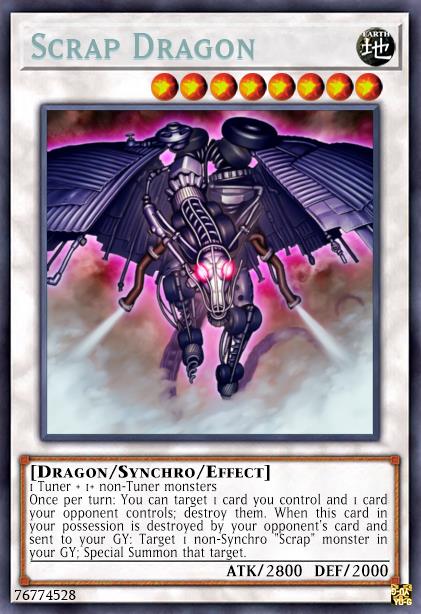 Scrap Dragon
EARTH
地
[Dragon/Synchro/Effect]
1 Tuner + 1+ non-Tuner monsters
Once per turn: You can target 1 card you control and 1 card
your opponent controls; destroy them. When this card in
your possession is destroyed by your opponent's card and
sent to your GY: Target 1 non-Synchro "Scrap" monster in
your GY; Special Summon that target.
ATK/2800 DEF/2000
76774528